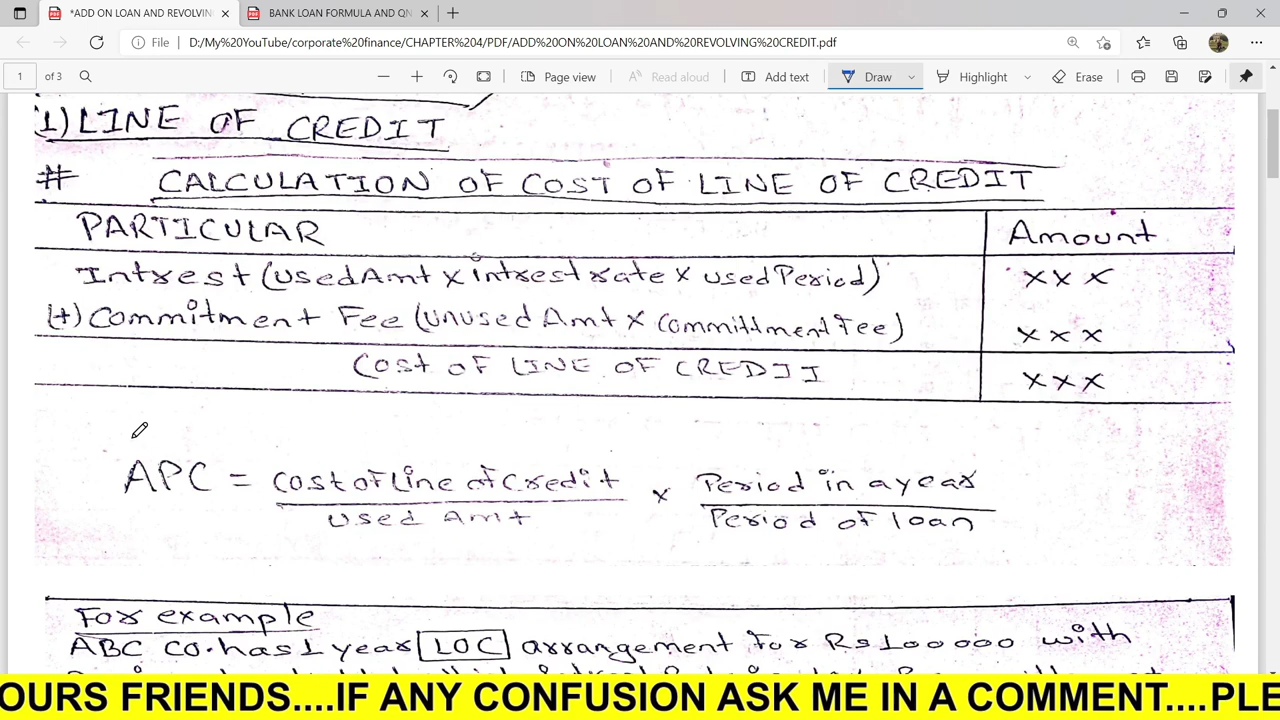 *ADD ON LOAN AND REVOLVIN
BANK LOAN FORMULA AND QN
File
D:/My%20YouTube/corporate%20finance/CHAPTER%204/PDF/ADD%20ON%20LOAN%20AND%20REVOLVING%20CREDIT.pdf
1 of 3
Page view
Read aloud
Add text
Draw
Highlight
Erase
1) LINE OF CREDIT
# CALCULATION OF COST OF LINE OF CREDIT
PARTICULAR Amount
Intrest (used Amt x intrest rate x used Period) x x x
(+) Commitment Fee (unused Amt x Committment Fee) x x x
Cost of LINE OF CREDIT x x x
APC = Cost of Line of Credit x Period in a year
used Amt Period of loan
For example
ABC co. has 1 year LOC arrangement for Rs 100000 with
OURS FRIENDS....IF ANY CONFUSION ASK ME IN A COMMENT....PLE